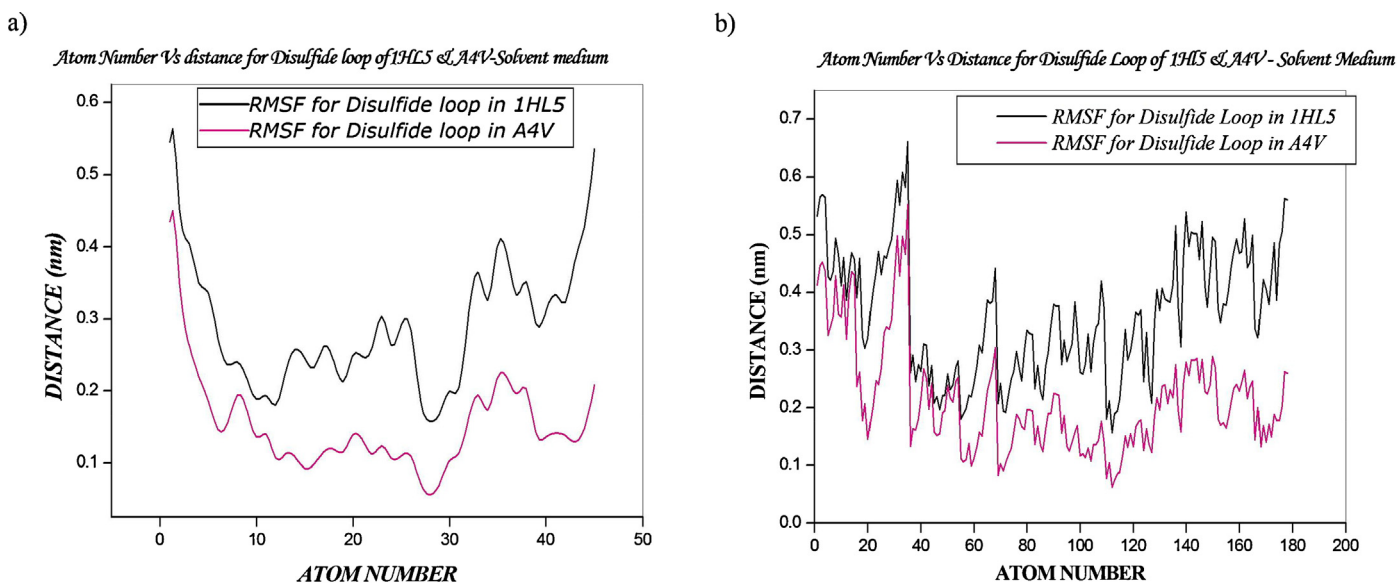 a)
Atom Number Vs distance for Disulfide loop of 1HL5 & A4V-Solvent medium
RMSF for Disulfide loop in 1HL5
RMSF for Disulfide loop in A4V
DISTANCE (nm)
0.6
0.5
0.4
0.3
0.2
0.1
0 10 20 30 40 50
ATOM NUMBER
b)
Atom Number Vs Distance for Disulfide Loop of 1Hl5 & A4V - Solvent Medium
RMSF for Disulfide Loop in 1HL5
RMSF for Disulfide Loop in A4V
DISTANCE (nm)
0.7
0.6
0.5
0.4
0.3
0.2
0.1
0.0
0 20 40 60 80 100 120 140 160 180 200
ATOM NUMBER